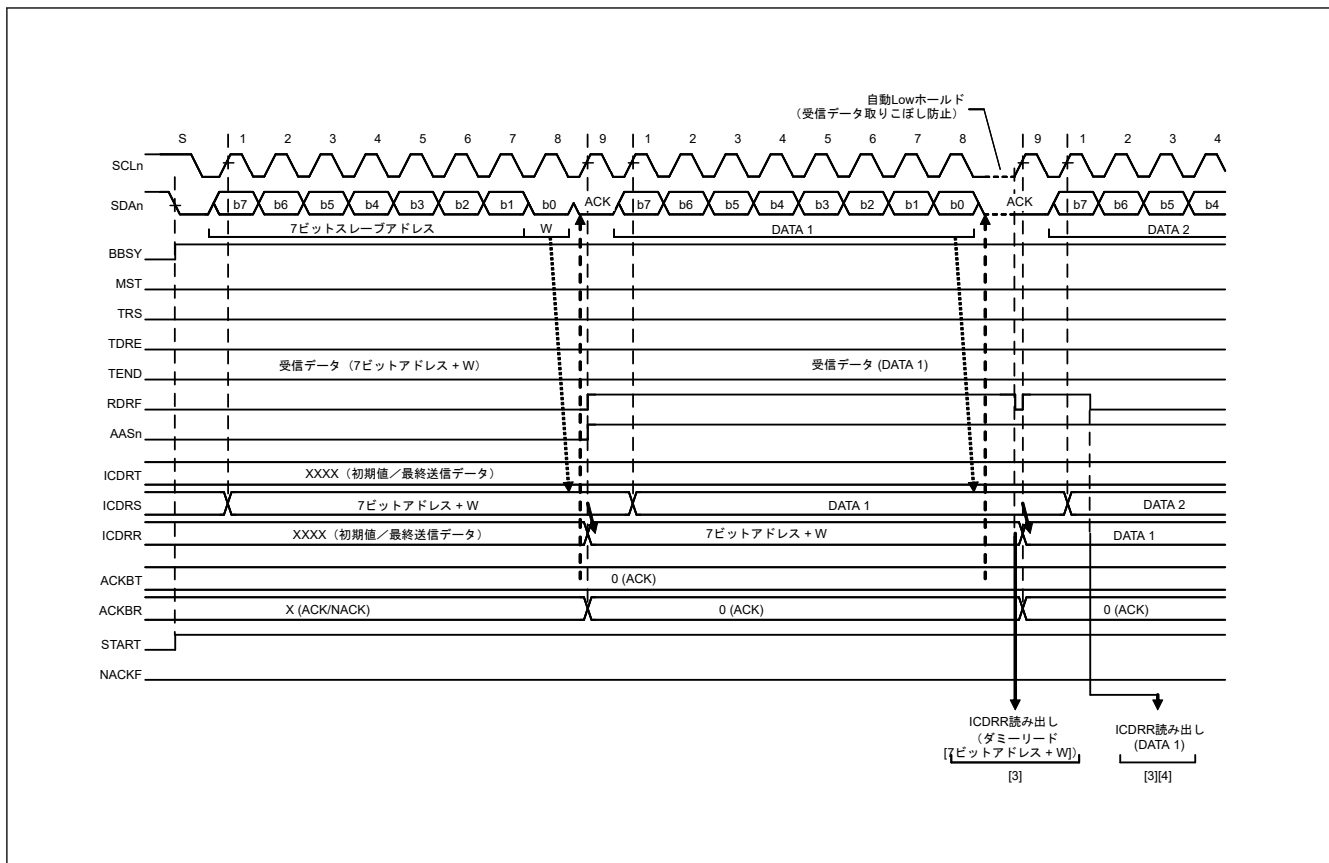 自動Lowホールド
(受信データ取りこぼし防止)
S 1 2 3 4 5 6 7 8 9 1 2 3 4 5 6 7 8 9 1 2 3 4
SCLn
SDAn b7 b6 b5 b4 b3 b2 b1 b0 ACK b7 b6 b5 b4 b3 b2 b1 b0 ACK b7 b6 b5 b4
7ビットスレーブアドレス W DATA 1 DATA 2
BBSY
MST
TRS
TDRE
受信データ(7ビットアドレス + W) 受信データ (DATA 1)
TEND
RDRF
AASn
ICDRT XXXX(初期値/最終送信データ)
ICDRS 7ビットアドレス + W DATA 1 DATA 2
ICDRR XXXX(初期値/最終送信データ) 7ビットアドレス + W DATA 1
ACKBT 0 (ACK)
ACKBR X (ACK/NACK) 0 (ACK) 0 (ACK)
START
NACKF
ICDRR読み出し
(ダミーリード
[7ビットアドレス + W])
[3]
ICDRR読み出し
(DATA 1)
[3][4]